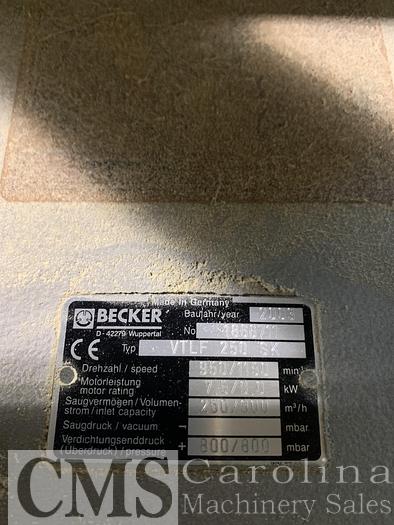 Made in Germany
BECKER
D-42279 Wuppertal
Baujahr/year
No
CE Typ VTLF 250 SK
Drehzahl / speed min
Motorleistung
motor rating kW
Saugvermögen/Volumen-
strom/inlet capacity m³/h
Saugdruck / vacuum - mbar
Verdichtungsenddruck
(Überdruck) / pressure + 800/800 mbar
CMS Carolina
Machinery Sales